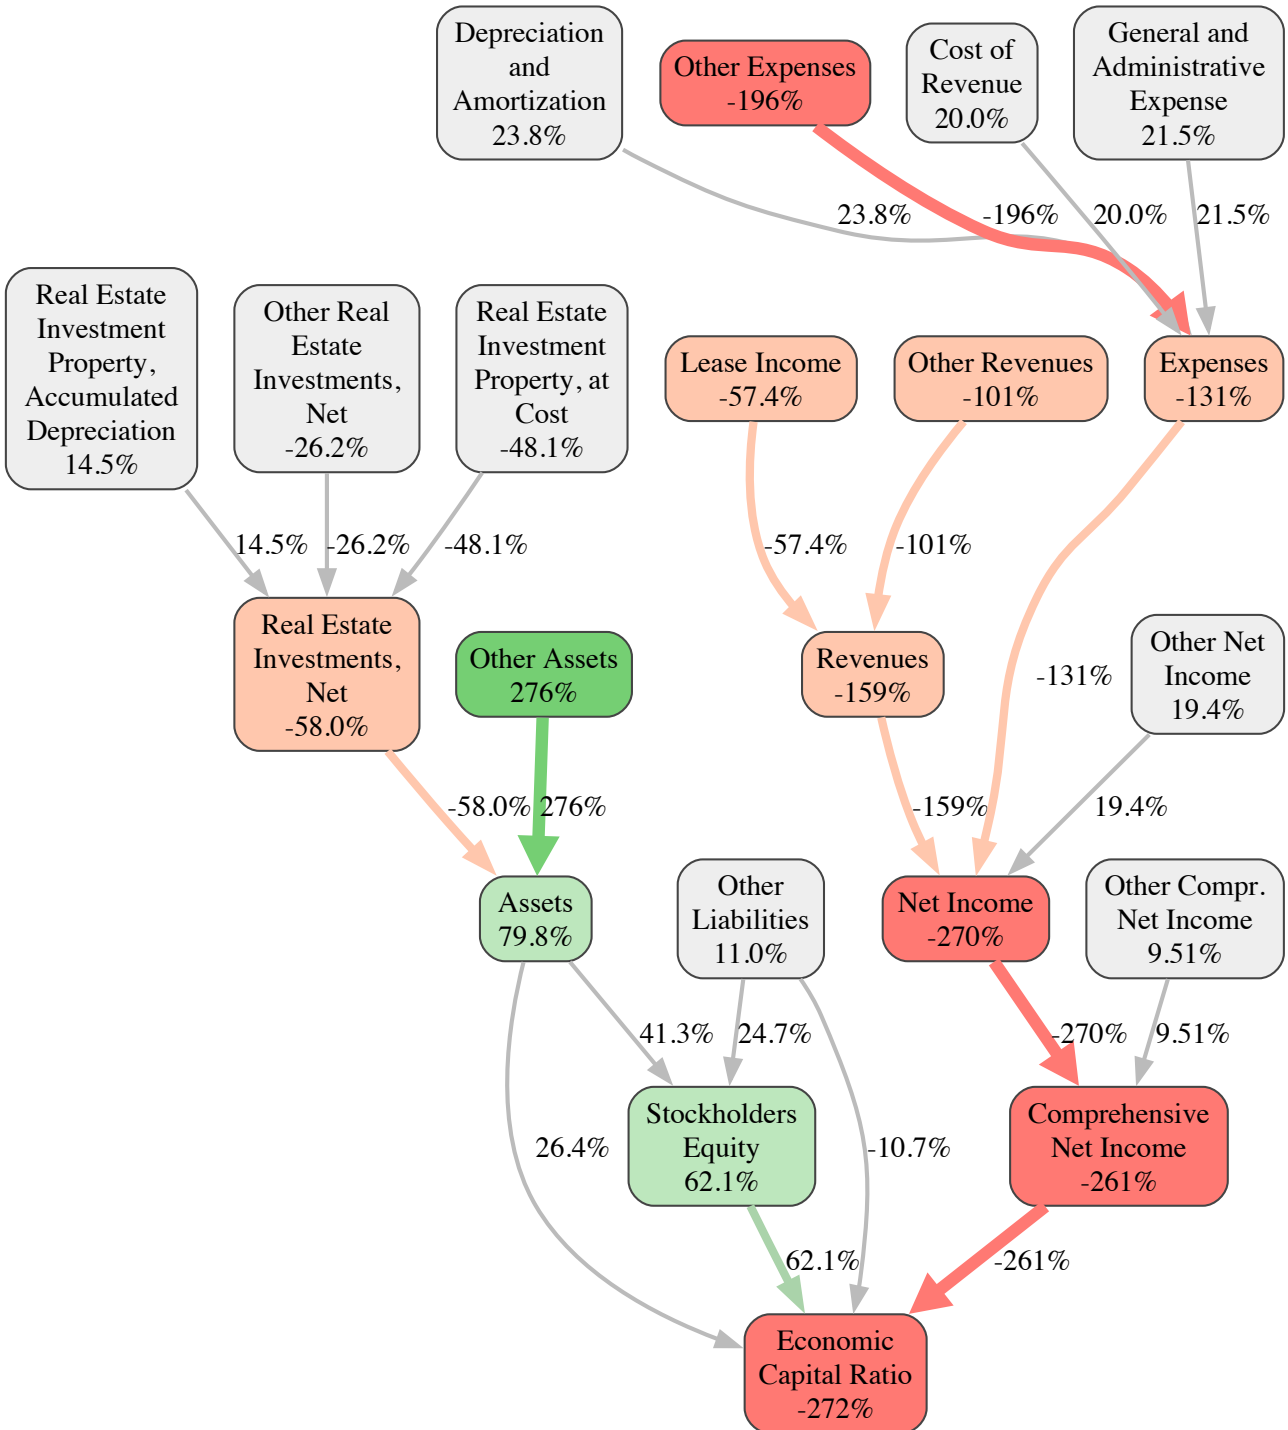 Depreciation
and
Amortization
23.8%
Other Expenses
-196%
Cost of
Revenue
20.0%
General and
Administrative
Expense
21.5%
23.8%
-196%
20.0%
21.5%
Real Estate
Investment
Property,
Accumulated
Depreciation
14.5%
Other Real
Estate
Investments,
Net
-26.2%
Real Estate
Investment
Property, at
Cost
-48.1%
Lease Income
-57.4%
Other Revenues
-101%
Expenses
-131%
14.5%
-26.2%
-48.1%
-57.4%
-101%
Real Estate
Investments,
Net
-58.0%
Other Assets
276%
Revenues
-159%
-131%
Other Net
Income
19.4%
-58.0%
276%
-159%
19.4%
Assets
79.8%
Other
Liabilities
11.0%
Net Income
-270%
Other Compr.
Net Income
9.51%
41.3%
24.7%
-270%
9.51%
26.4%
Stockholders
Equity
62.1%
-10.7%
Comprehensive
Net Income
-261%
62.1%
-261%
Economic
Capital Ratio
-272%